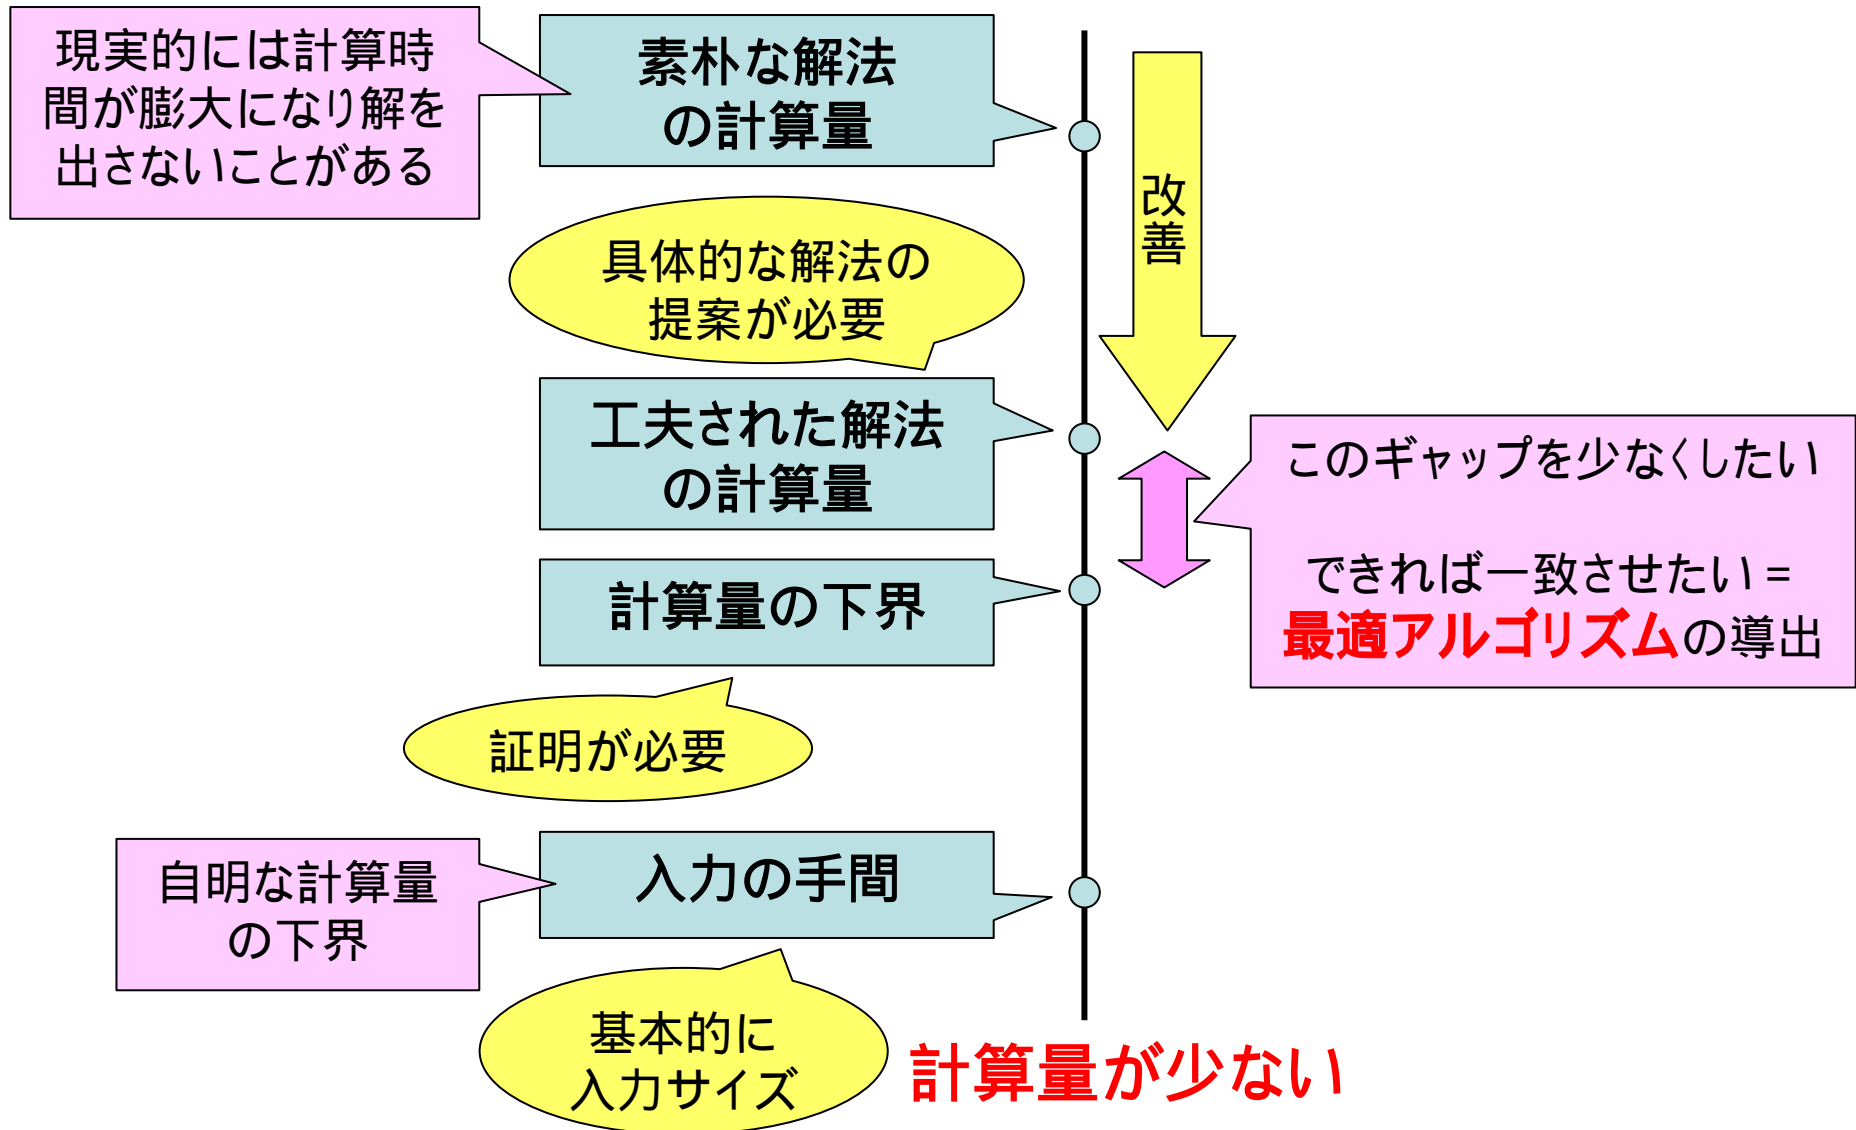 現実的には計算時
間が膨大になり解を
出さないことがある
素朴な解法
の計算量
改善
具体的な解法の
提案が必要
工夫された解法
の計算量
このギャップを少なくしたい
できれば一致させたい =
最適アルゴリズムの導出
計算量の下界
証明が必要
自明な計算量
の下界
入力の手間
基本的に
入力サイズ
計算量が少ない